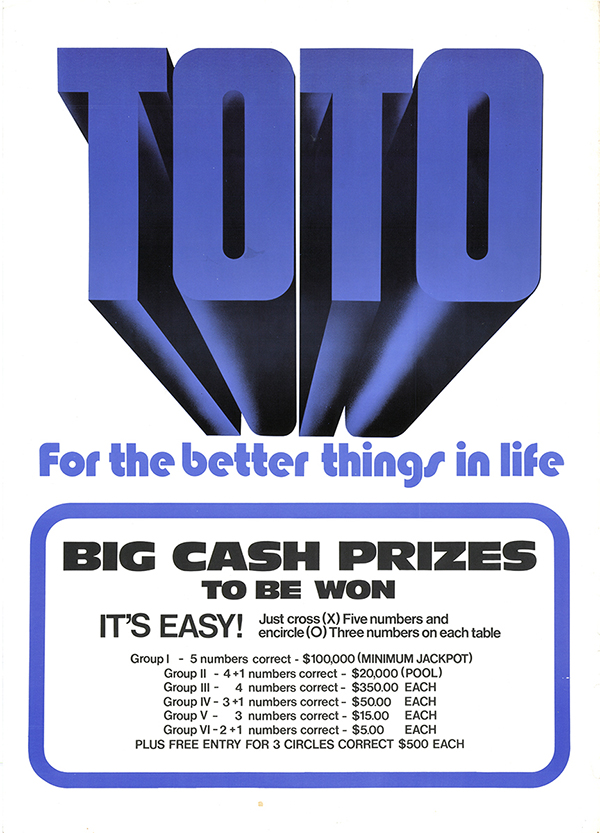 TOTO
For the better things in life
BIG CASH PRIZES
TO BE WON
IT'S EASY! Just cross (X) Five numbers and
encircle (O) Three numbers on each table
Group I - 5 numbers correct - $100,000 (MINIMUM JACKPOT)
Group II - 4+1 numbers correct - $20,000 (POOL)
Group III - 4 numbers correct - $350.00 EACH
Group IV - 3+1 numbers correct - $50.00 EACH
Group V - 3 numbers correct - $15.00 EACH
Group VI - 2+1 numbers correct - $5.00 EACH
PLUS FREE ENTRY FOR 3 CIRCLES CORRECT $500 EACH